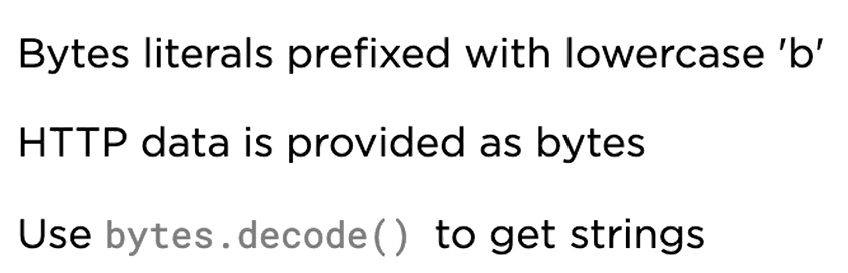 Bytes literals prefixed with lowercase 'b'
HTTP data is provided as bytes
Use bytes.decode() to get strings